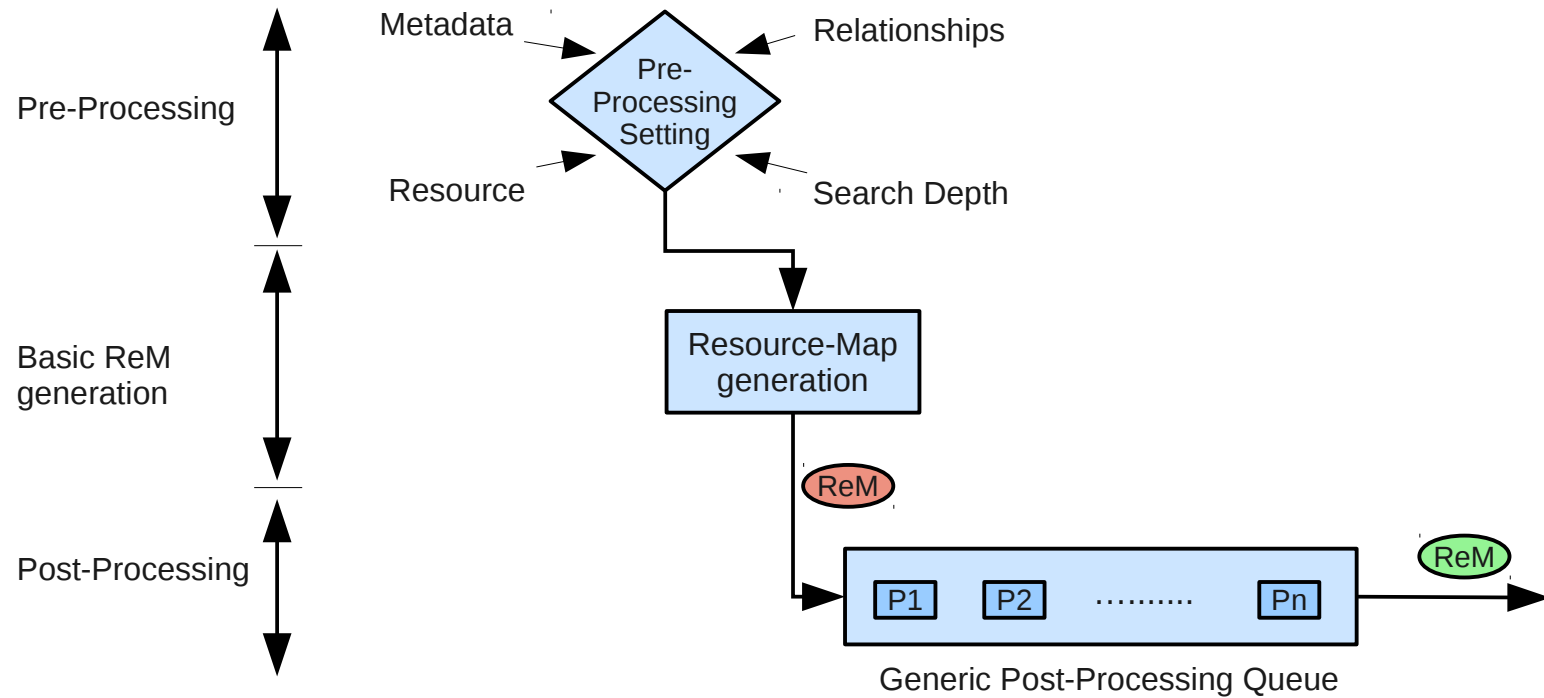 Metadata
Relationships
Pre-
Processing
Setting
Pre-Processing
Resource
Search Depth
Resource-Map
generation
Basic ReM
generation
ReM
Post-Processing
ReM
P1 P2 .......... Pn
Generic Post-Processing Queue